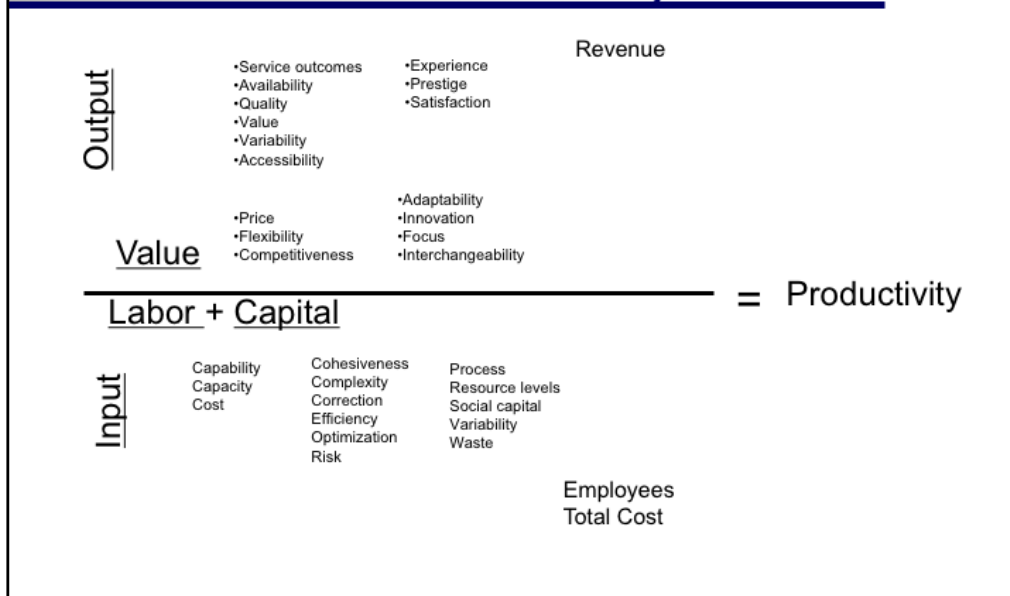 Revenue
Output
•Service outcomes
•Availability
•Quality
•Value
•Variability
•Accessibility
•Experience
•Prestige
•Satisfaction
Value
•Price
•Flexibility
•Competitiveness
•Adaptability
•Innovation
•Focus
•Interchangeability
Labor + Capital
= Productivity
Input
Capability
Capacity
Cost
Cohesiveness
Complexity
Correction
Efficiency
Optimization
Risk
Process
Resource levels
Social capital
Variability
Waste
Employees
Total Cost